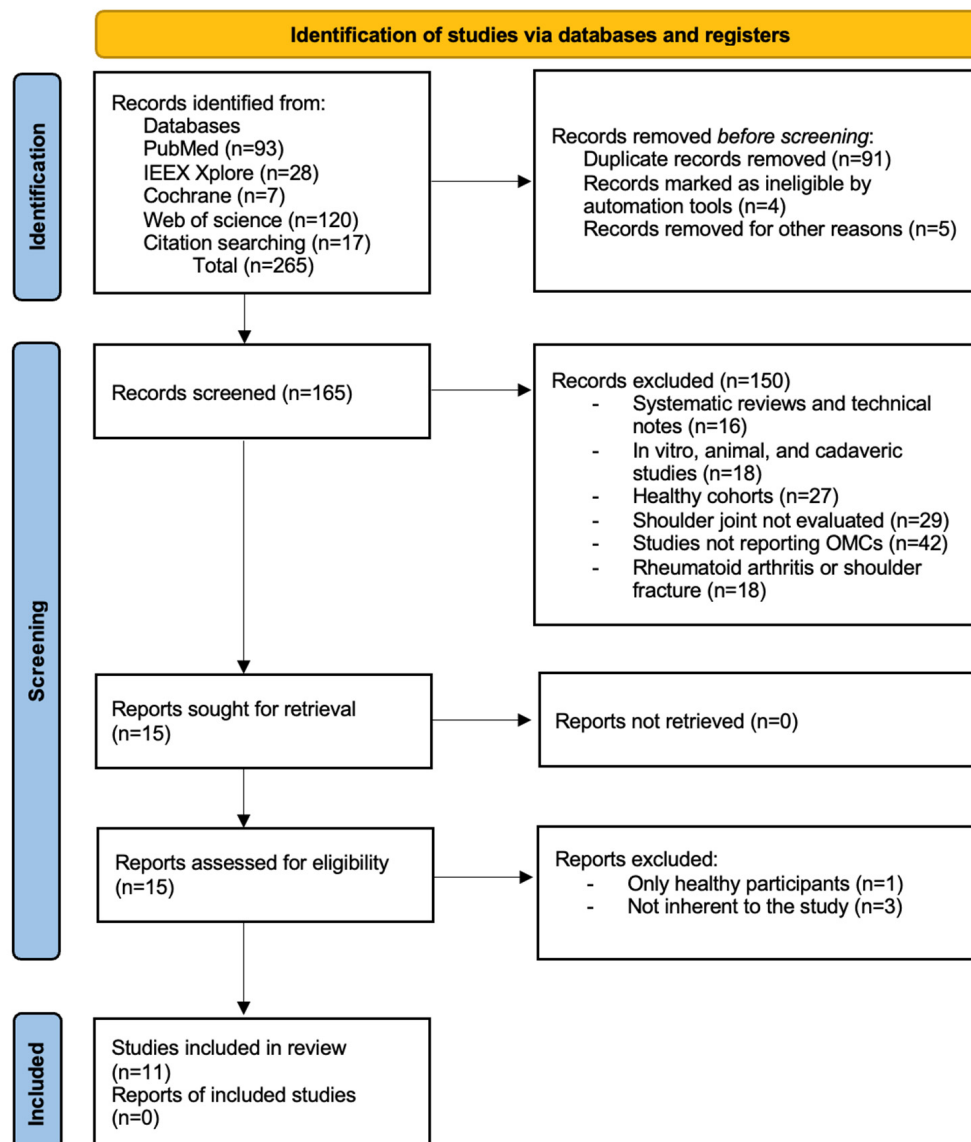 Identification of studies via databases and registers
Identification
Records identified from:
Databases
PubMed (n=93)
IEEX Xplore (n=28)
Cochrane (n=7)
Web of science (n=120)
Citation searching (n=17)
Total (n=265)
Records removed before screening:
Duplicate records removed (n=91)
Records marked as ineligible by
automation tools
(n=4)
Records removed for other reasons (n=5)
Screening
Records screened (n=165)
Records excluded (n=150)
- Systematic reviews and technical
notes (n=16)
- In vitro, animal, and cadaveric
studies (n=18)
- Healthy cohorts (n=27)
- Shoulder joint not evaluated (n=29)
- Studies not reporting OMCs (n=42)
- Rheumatoid arthritis or shoulder
fracture (n=18)
Reports sought for retrieval
(n=15)
Reports not retrieved (n=0)
Reports assessed for eligibility
(n=15)
Reports excluded:
- Only healthy participants (n=1)
- Not inherent to the study (n=3)
Included
Studies included in review
(n=11)
Reports of included studies
(n=0)